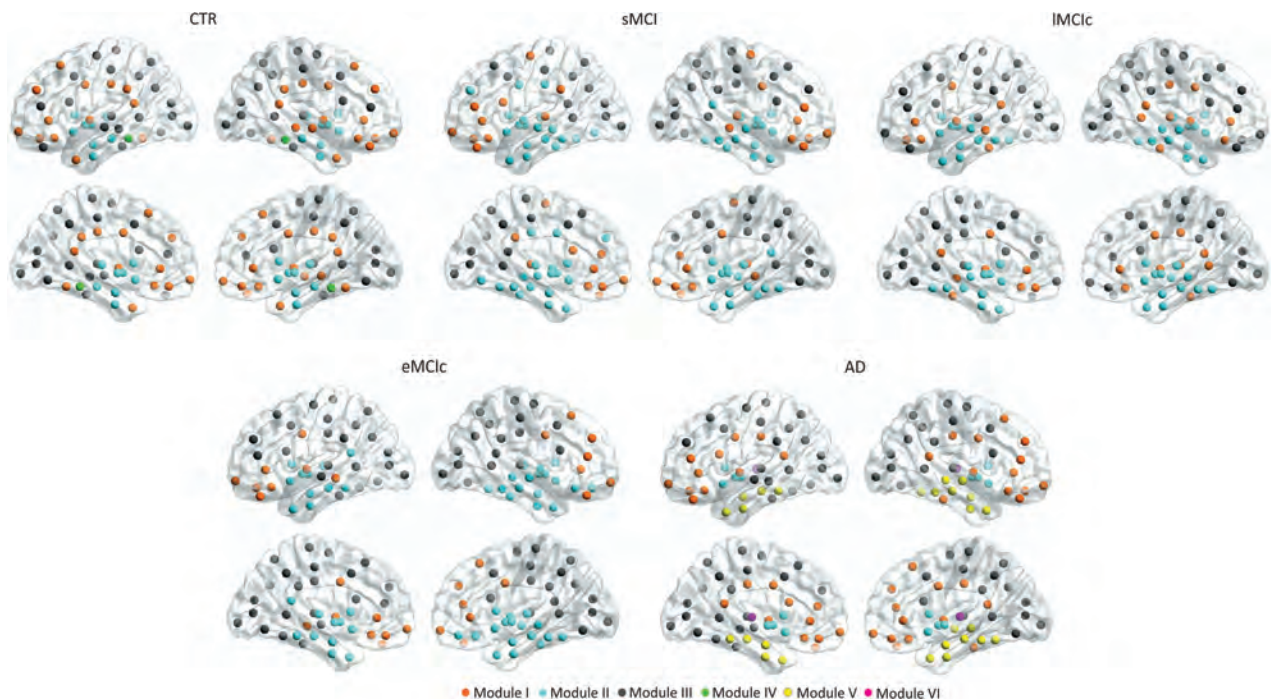 CTR
sMCI
lMCIc
eMCIc
AD
Module I Module II Module III Module IV Module V Module VI